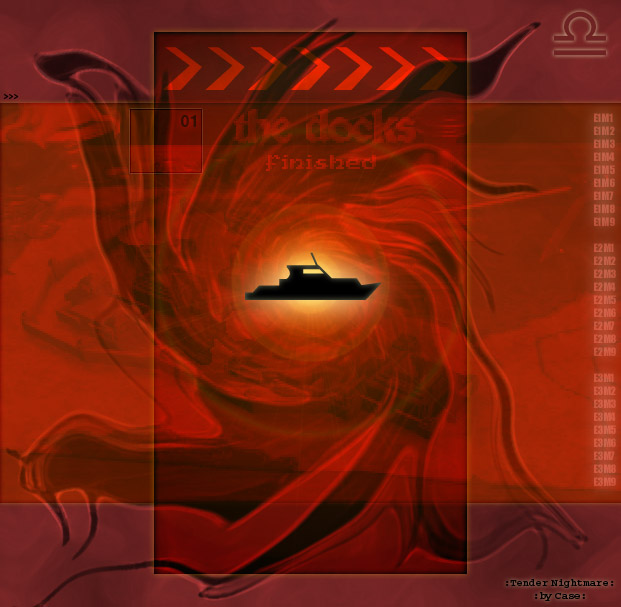 >>>
01
the docks
Finished
E1M1
E1M2
E1M3
E1M4
E1M5
E1M6
E1M7
E1M8
E1M9
E2M1
E2M2
E2M3
E2M4
E2M5
E2M6
E2M7
E2M8
E2M9
E3M1
E3M2
E3M3
E3M4
E3M5
E3M6
E3M7
E3M8
E3M9
:Tender Nightmare:
:by Case: